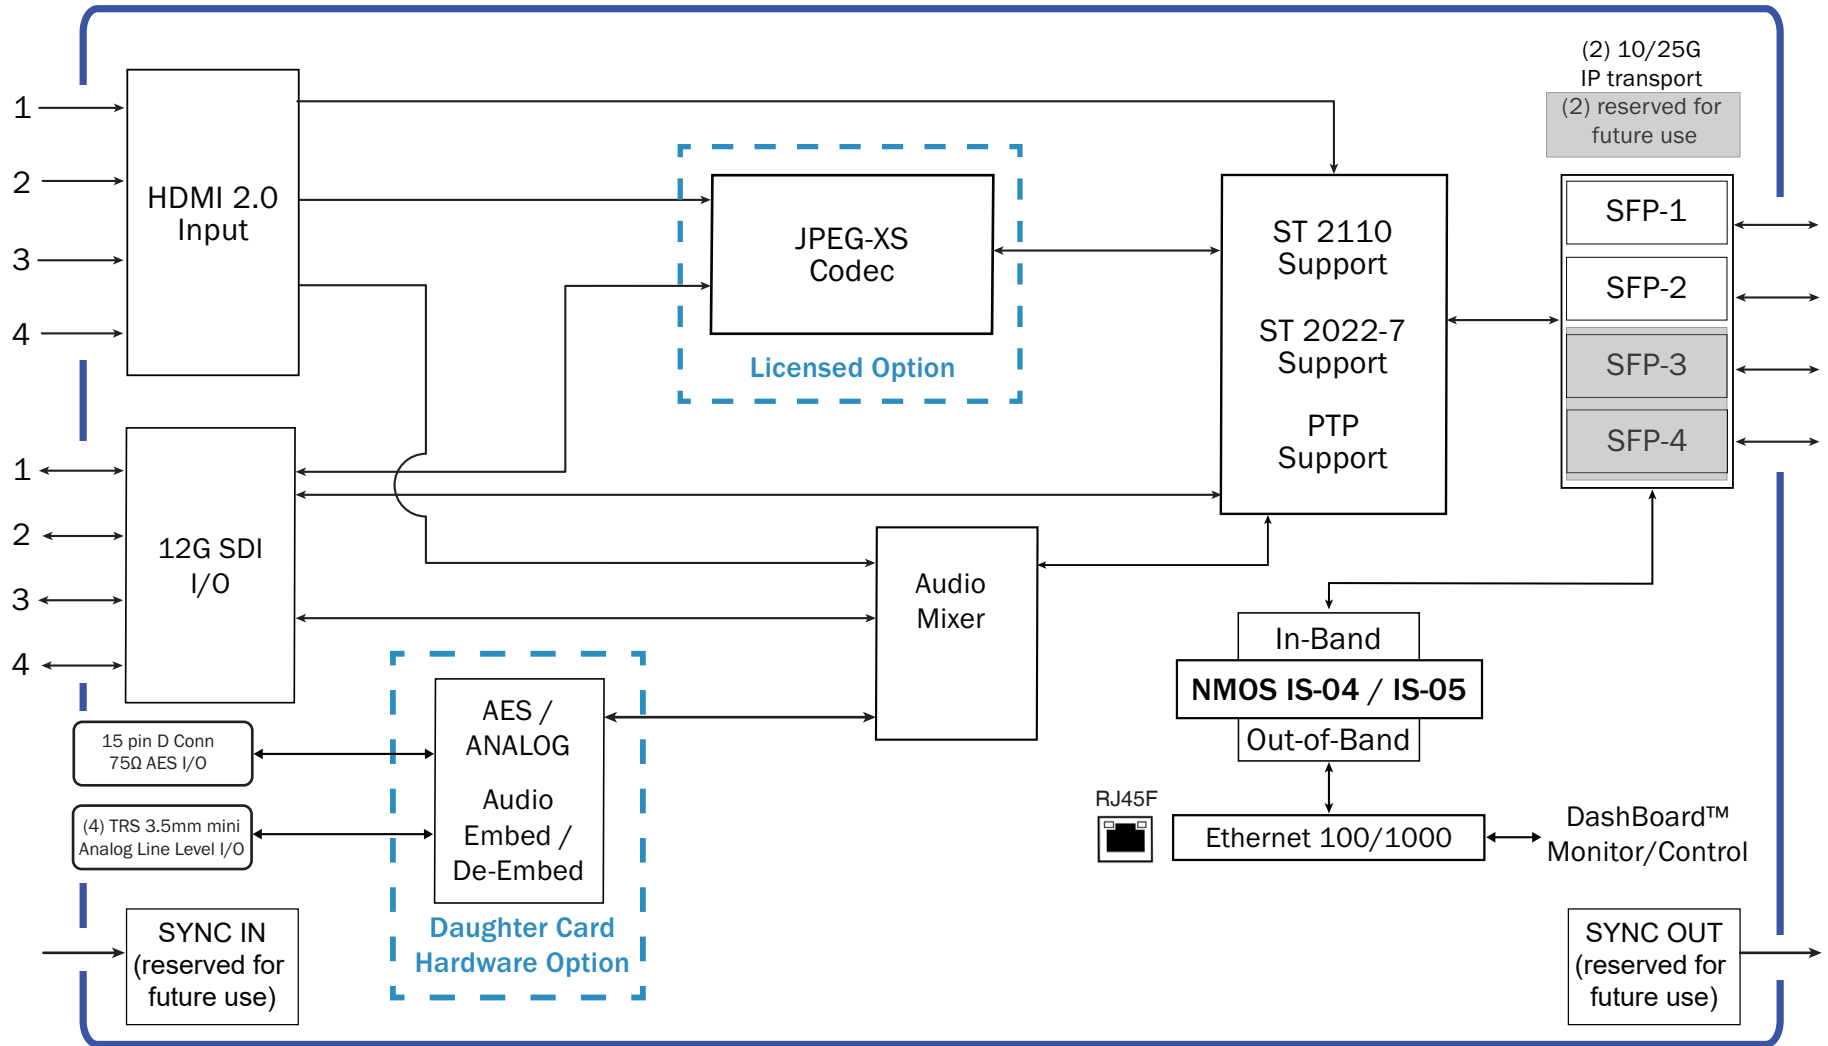 (2) 10/25G
IP transport
(2) reserved for
future use
1
2
3
4
HDMI 2.0
Input
JPEG-XS
Codec
Licensed Option
ST 2110
Support
ST 2022-7
Support
PTP
Support
SFP-1
SFP-2
SFP-3
SFP-4
1
2
3
4
12G SDI
I/O
Audio
Mixer
In-Band
NMOS IS-04 / IS-05
Out-of-Band
15 pin D Conn
75Ω AES I/O
(4) TRS 3.5mm mini
Analog Line Level I/O
AES /
ANALOG
Audio
Embed /
De-Embed
Daughter Card
Hardware Option
RJ45F
Ethernet 100/1000
DashBoard™
Monitor/Control
SYNC IN
(reserved for
future use)
SYNC OUT
(reserved for
future use)